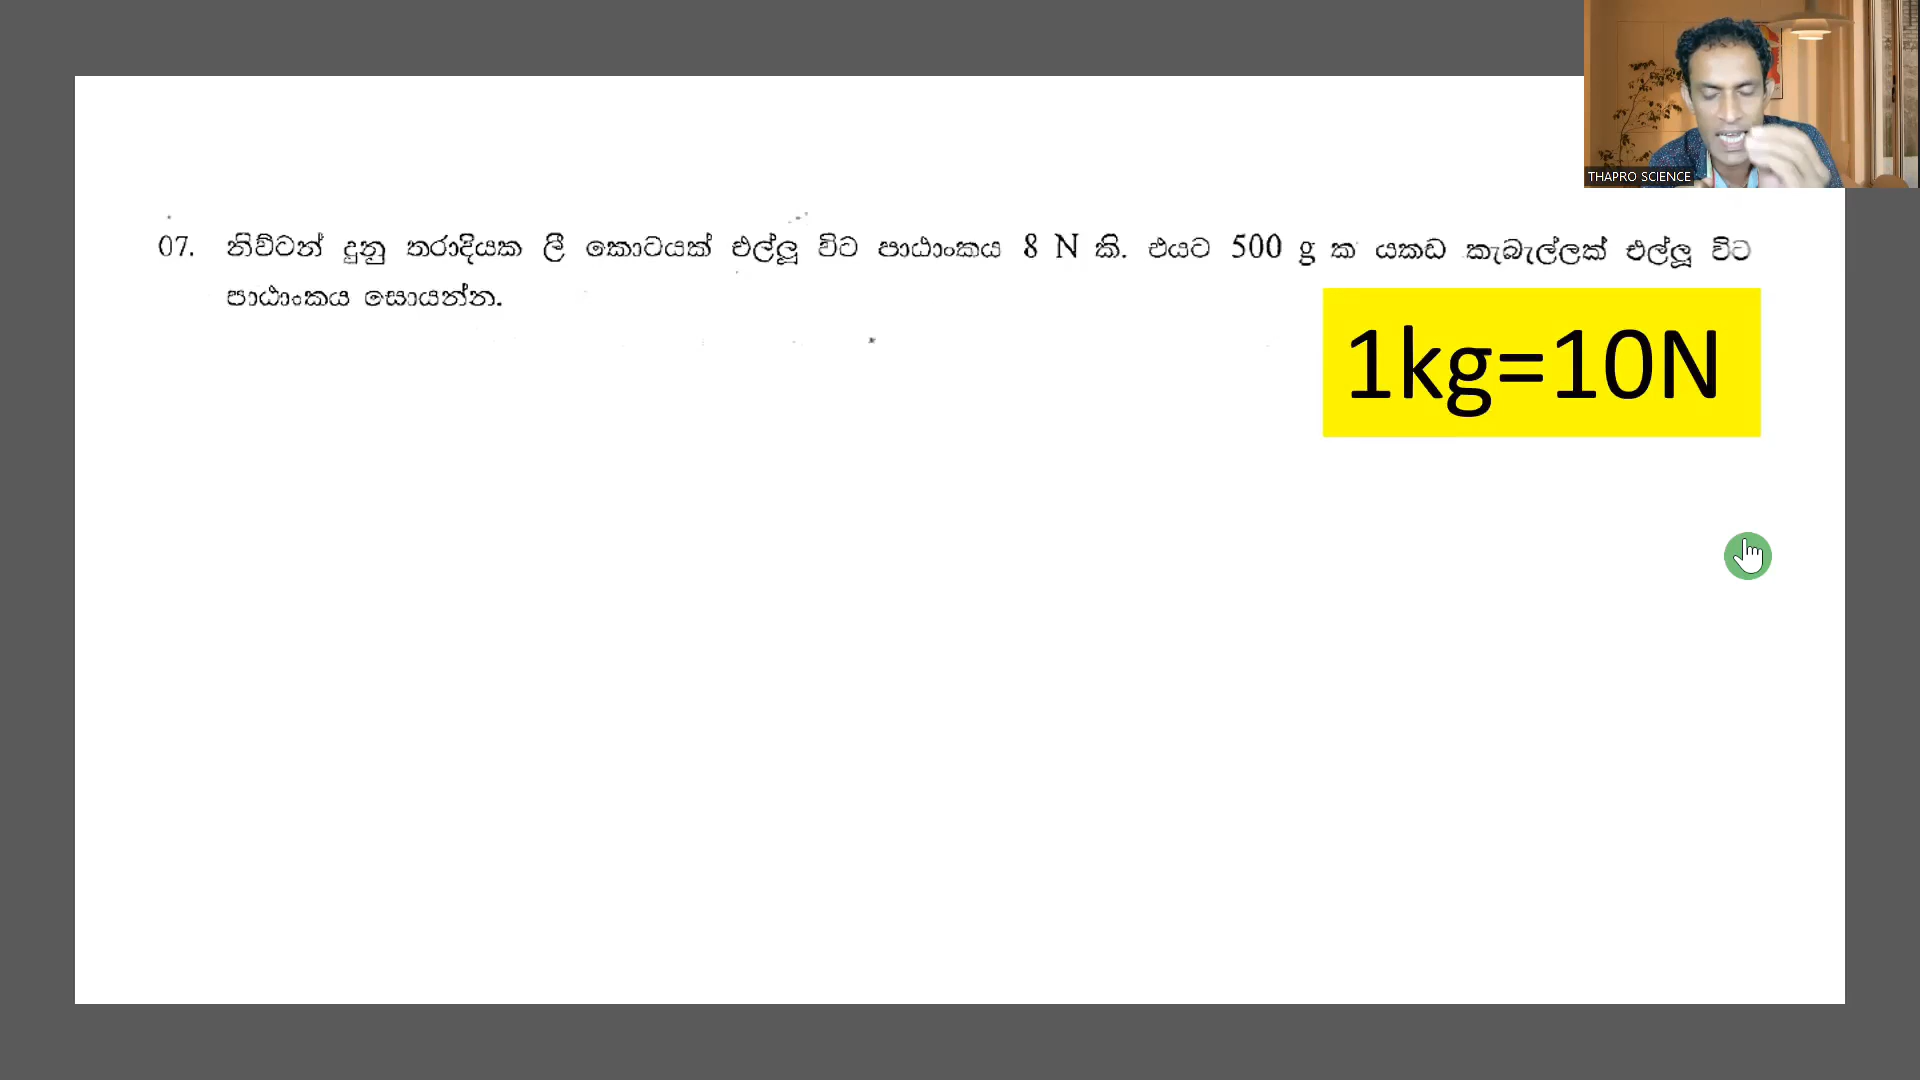 THAPRO SCIENCE
07. නිව්ටන් දුනු තරාදියක ලී කොටයක් එල්ලූ විට පාඨාංකය 8 N කි. එයට 500 g ක යකඩ කැබැල්ලක් එල්ලූ විට
පාඨාංකය සොයන්න.
1kg=10N